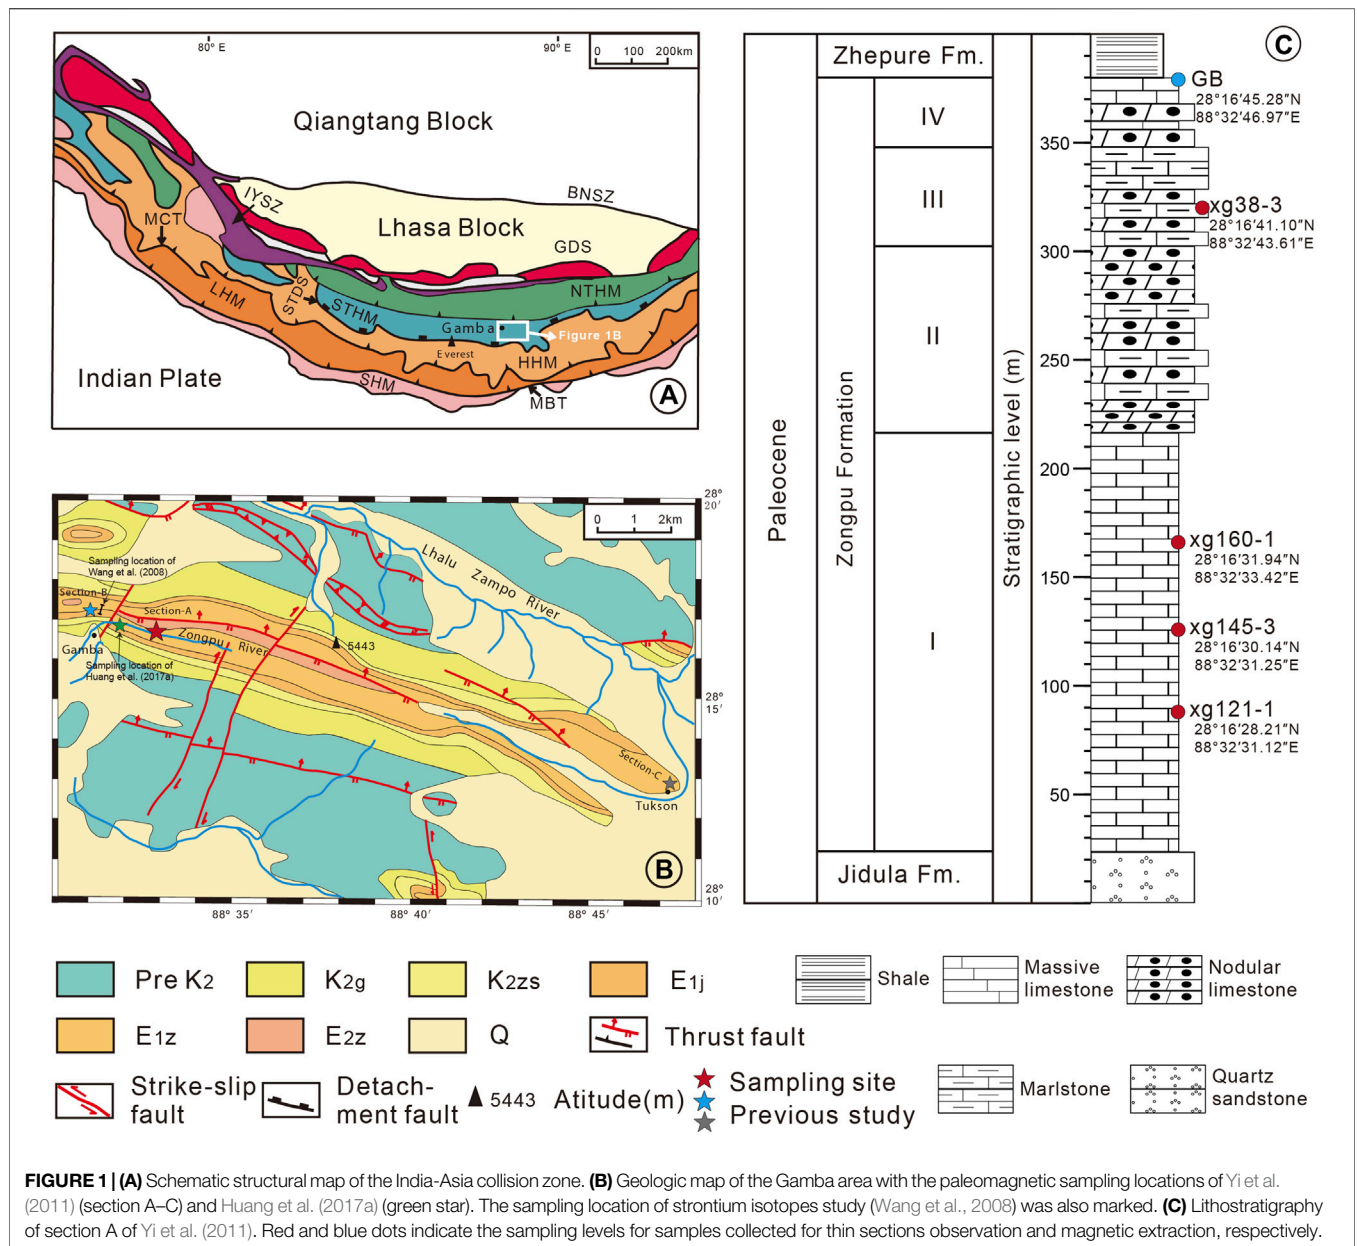 80° E
90° E
0 100 200km
A
Qiangtang Block
IYSZ
BNSZ
MCT
Lhasa Block
GDS
LHM
STDS
STHM
NTHM
Gamba
Figure 1B
Everest
HHM
Indian Plate
SHM
MBT
28°
20′
0 1 2km
Lhalu Zampo River
Sampling location of
Wang et al. (2008)
Section-B
Section-A
Zongpu River
5443
Gamba
Sampling location of
Huang et al. (2017a)
28°
15′
Section-C
Tukson
B
28°
10′
88° 35′
88° 40′
88° 45′
C
Zhepure Fm.
GB
28°16′45.28″N
88°32′46.97″E
IV
350
III
xg38-3
28°16′41.10″N
88°32′43.61″E
300
II
250
Paleocene
Zongpu Formation
Stratigraphic level (m)
200
xg160-1
28°16′31.94″N
88°32′33.42″E
150
I
xg145-3
28°16′30.14″N
88°32′31.25″E
100
xg121-1
28°16′28.21″N
88°32′31.12″E
50
Jidula Fm.
Pre K2
K2g
K2zs
E1j
E1z
E2z
Q
Thrust fault
Strike-slip
fault
Detach-
ment fault
5443 Atitude(m)
Sampling site
Previous study
Shale
Massive
limestone
Nodular
limestone
Marlstone
Quartz
sandstone
FIGURE 1 | (A) Schematic structural map of the India-Asia collision zone. (B) Geologic map of the Gamba area with the paleomagnetic sampling locations of Yi et al.
(2011) (section A–C) and Huang et al. (2017a) (green star). The sampling location of strontium isotopes study (Wang et al., 2008) was also marked. (C) Lithostratigraphy
of section A of Yi et al. (2011). Red and blue dots indicate the sampling levels for samples collected for thin sections observation and magnetic extraction, respectively.